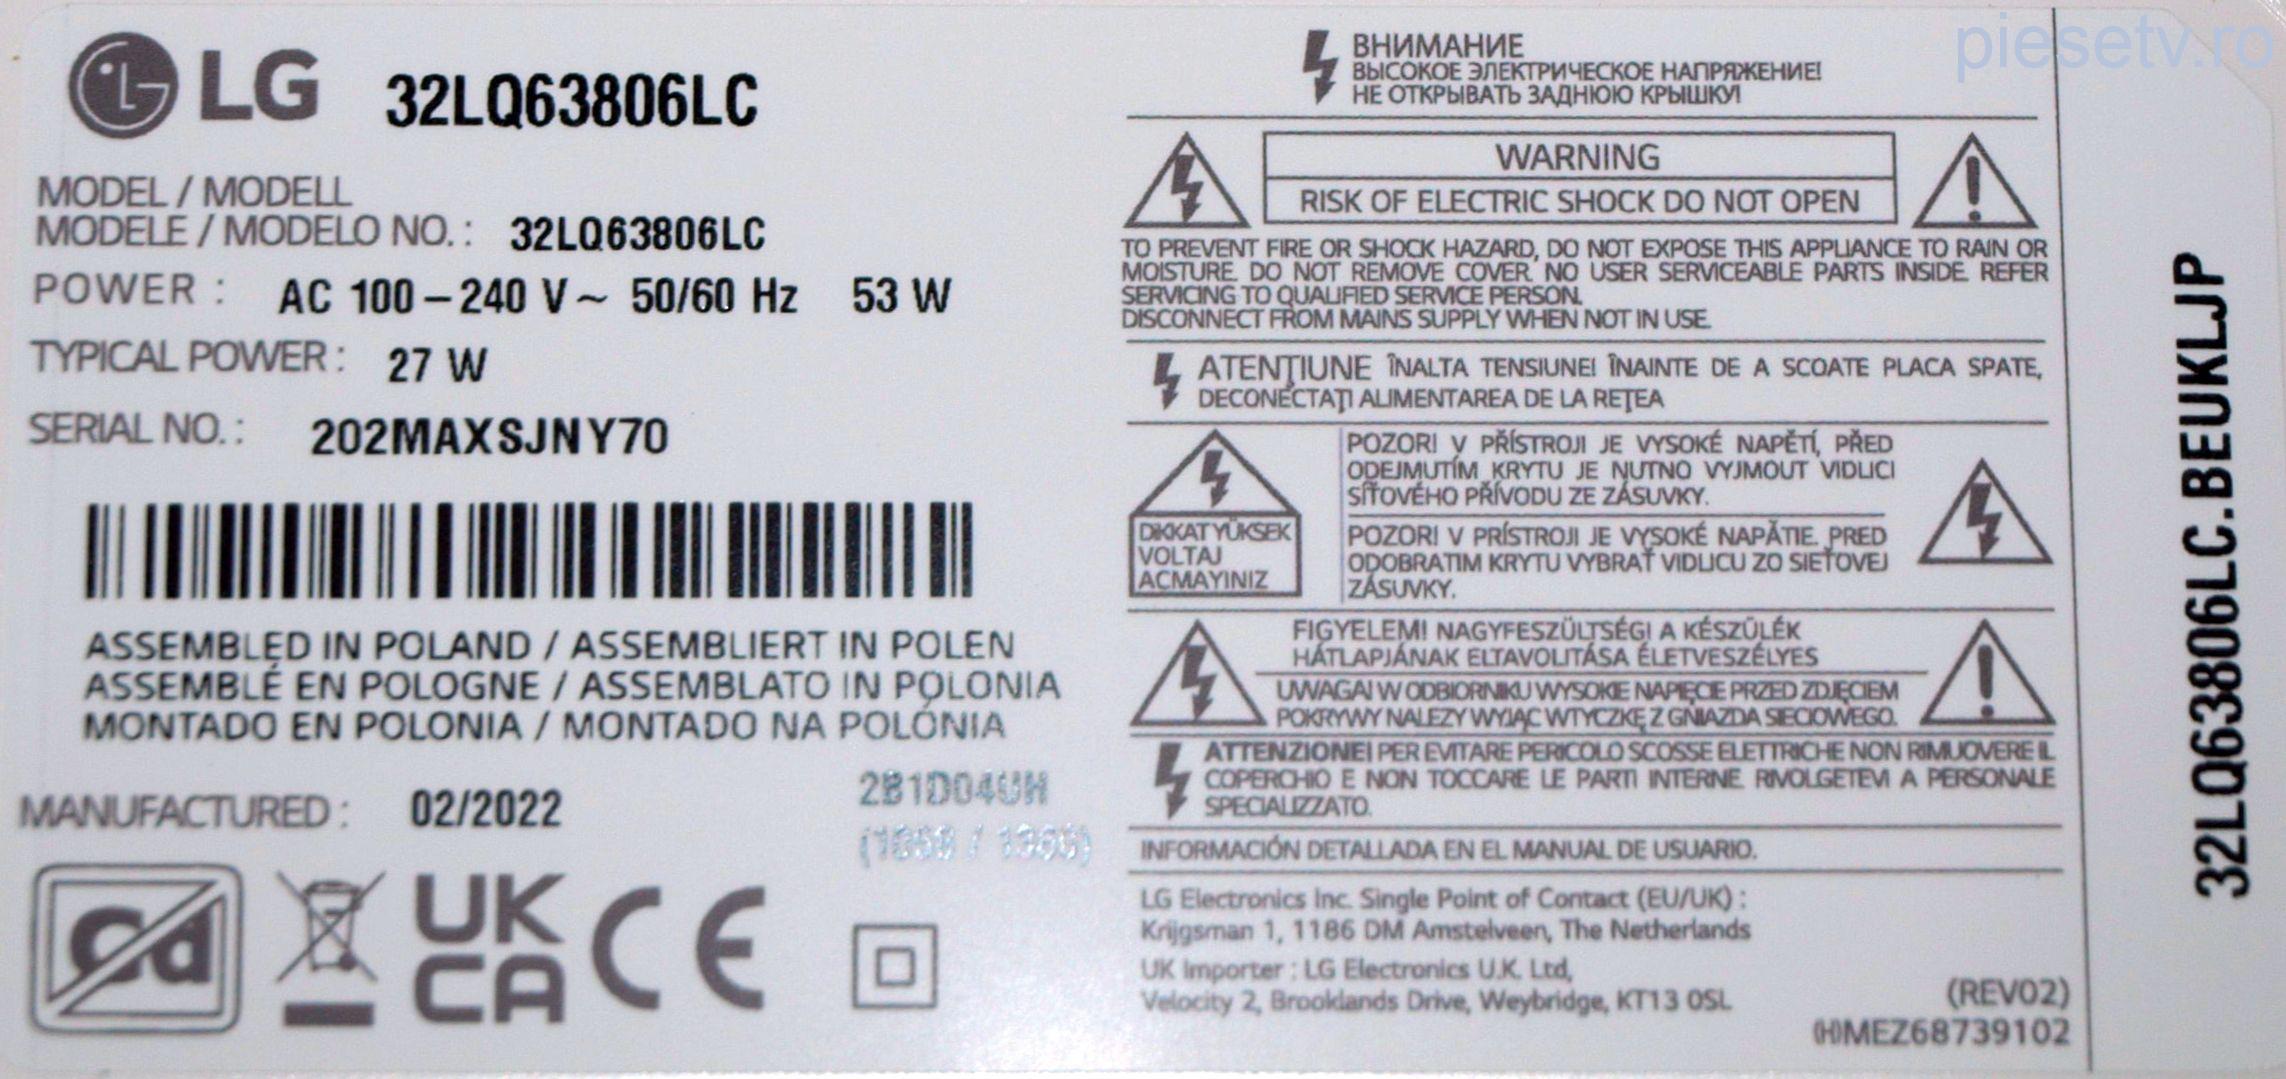 LG 32LQ63806LC
MODEL / MODELL
MODELE / MODELO NO. : 32LQ63806LC
POWER : AC 100 – 240 V ~ 50/60 Hz 53 W
TYPICAL POWER : 27 W
SERIAL NO. : 202MAXSJNY70
ASSEMBLED IN POLAND / ASSEMBLIERT IN POLEN
ASSEMBLÉ EN POLOGNE / ASSEMBLATO IN POLONIA
MONTADO EN POLONIA / MONTADO NA POLÓNIA
MANUFACTURED : 02/2022
2B1D04UH
Cd
UK
CA
CE
piesetv.ro
ВНИМАНИЕ
ВЫСОКОЕ ЭЛЕКТРИЧЕСКОЕ НАПРЯЖЕНИЕ!
НЕ ОТКРЫВАТЬ ЗАДНЮЮ КРЫШКУ!
WARNING
RISK OF ELECTRIC SHOCK DO NOT OPEN
TO PREVENT FIRE OR SHOCK HAZARD, DO NOT EXPOSE THIS APPLIANCE TO RAIN OR
MOISTURE. DO NOT REMOVE COVER. NO USER SERVICEABLE PARTS INSIDE. REFER
SERVICING TO QUALIFIED SERVICE PERSON.
DISCONNECT FROM MAINS SUPPLY WHEN NOT IN USE.
ATENŢIUNE ÎNALTA TENSIUNE! ÎNAINTE DE A SCOATE PLACA SPATE,
DECONECTAŢI ALIMENTAREA DE LA REŢEA
DIKKAT YÜKSEK
VOLTAJ
ACMAYINIZ
POZOR! V PŘÍSTROJI JE VYSOKÉ NAPĚTÍ, PŘED
ODEJMUTÍM KRYTU JE NUTNO VYJMOUT VIDLICI
SÍŤOVÉHO PŘÍVODU ZE ZÁSUVKY.
POZOR! V PRÍSTROJI JE VYSOKÉ NAPÄTIE. PRED
ODOBRATIM KRYTU VYBRAŤ VIDLICU ZO SIEŤOVEJ
ZÁSUVKY.
FIGYELEM! NAGYFESZÜLTSÉG! A KÉSZÜLÉK
HÁTLAPJÁNAK ELTAVOLITÁSA ÉLETVESZÉLYES
UWAGA! W ODBIORNIKU WYSOKIE NAPIĘCIE PRZED ZDJĘCIEM
POKRYWY NALEZY WYJĄC WTYCZKĘ Z GNIAZDA SIECIOWEGO.
ATTENZIONE! PER EVITARE PERICOLO SCOSSE ELETTRICHE NON RIMUOVERE IL
COPERCHIO E NON TOCCARE LE PARTI INTERNE. RIVOLGETEVI A PERSONALE
SPECIALIZZATO.
INFORMACIÓN DETALLADA EN EL MANUAL DE USUARIO.
LG Electronics Inc. Single Point of Contact (EU/UK) :
Krijgsman 1, 1186 DM Amstelveen, The Netherlands
UK Importer : LG Electronics U.K. Ltd,
Velocity 2, Brooklands Drive, Weybridge, KT13 0SL
(REV02)
(H)MEZ68739102
32LQ63806LC.BEUKLJP